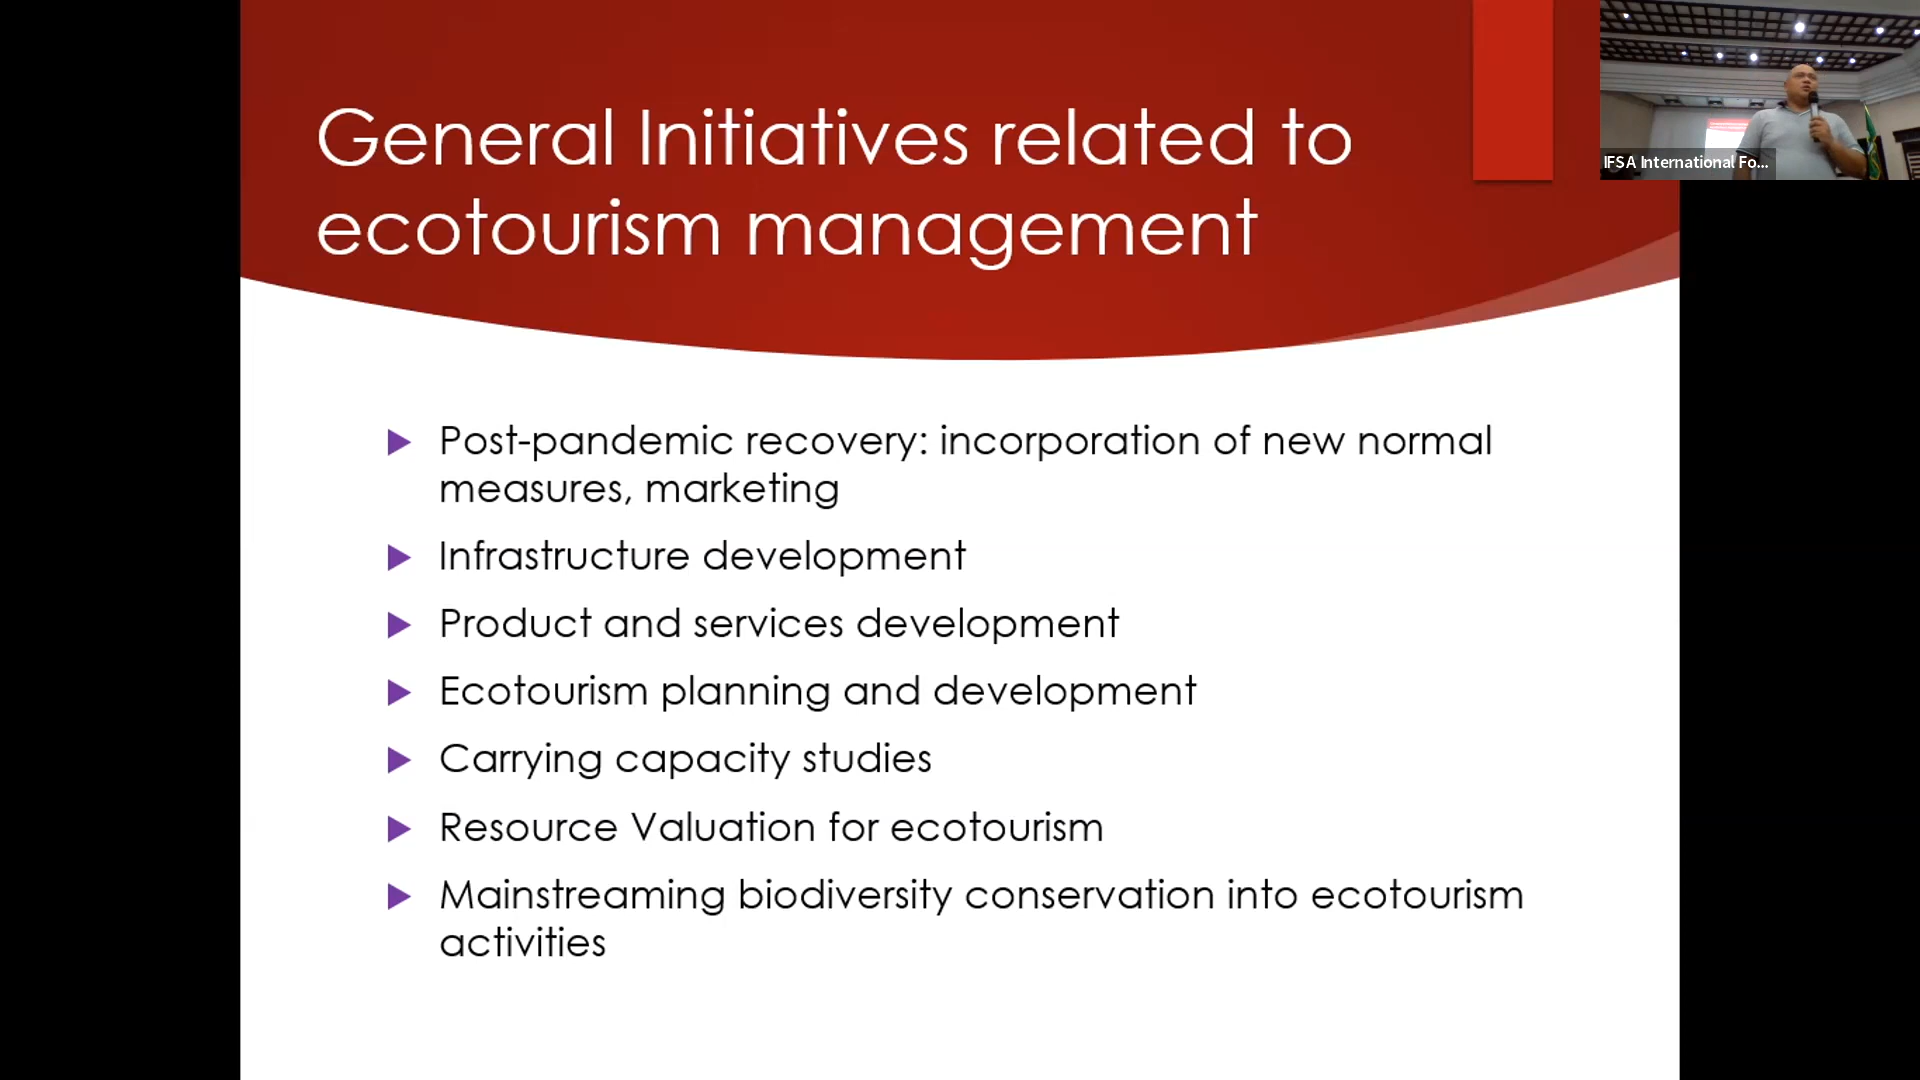 General Initiatives related to
ecotourism management
IFSA International Fo...
Post-pandemic recovery: incorporation of new normal
measures, marketing
Infrastructure development
Product and services development
Ecotourism planning and development
Carrying capacity studies
Resource Valuation for ecotourism
Mainstreaming biodiversity conservation into ecotourism
activities